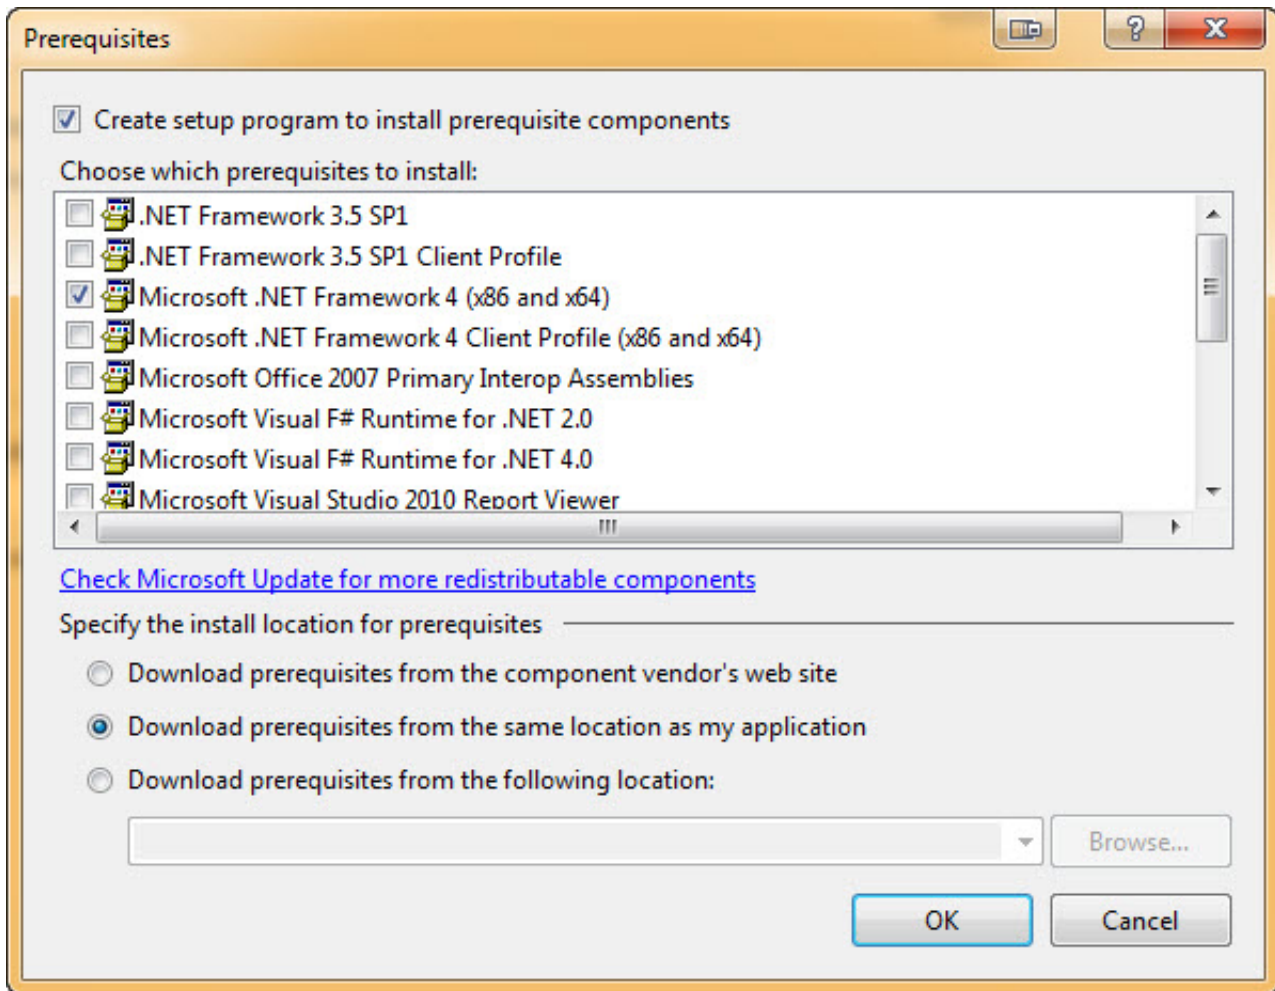 Prerequisites
Create setup program to install prerequisite components
Choose which prerequisites to install:
.NET Framework 3.5 SP1
.NET Framework 3.5 SP1 Client Profile
Microsoft .NET Framework 4 (x86 and x64)
Microsoft .NET Framework 4 Client Profile (x86 and x64)
Microsoft Office 2007 Primary Interop Assemblies
Microsoft Visual F# Runtime for .NET 2.0
Microsoft Visual F# Runtime for .NET 4.0
Microsoft Visual Studio 2010 Report Viewer
Check Microsoft Update for more redistributable components
Specify the install location for prerequisites
Download prerequisites from the component vendor's web site
Download prerequisites from the same location as my application
Download prerequisites from the following location:
Browse...
OK Cancel